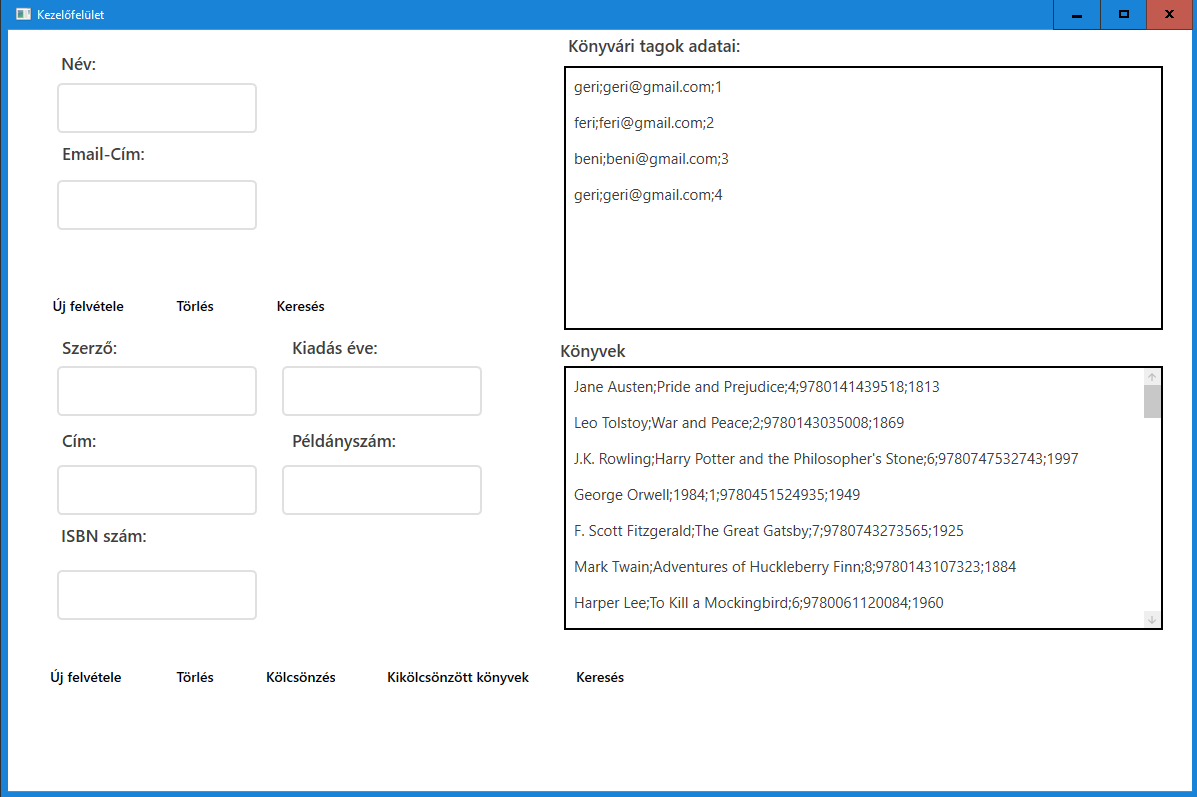 Kezelőfelület
Név:
Email-Cím:
Új felvétele Törlés Keresés
Szerző: Kiadás éve:
Cím: Példányszám:
ISBN szám:
Könyvári tagok adatai:
geri;geri@gmail.com;1
feri;feri@gmail.com;2
beni;beni@gmail.com;3
geri;geri@gmail.com;4
Könyvek
Jane Austen;Pride and Prejudice;4;9780141439518;1813
Leo Tolstoy;War and Peace;2;9780143035008;1869
J.K. Rowling;Harry Potter and the Philosopher's Stone;6;9780747532743;1997
George Orwell;1984;1;9780451524935;1949
F. Scott Fitzgerald;The Great Gatsby;7;9780743273565;1925
Mark Twain;Adventures of Huckleberry Finn;8;9780143107323;1884
Harper Lee;To Kill a Mockingbird;6;9780061120084;1960
Új felvétele Törlés Kölcsönzés Kikölcsönzött könyvek Keresés